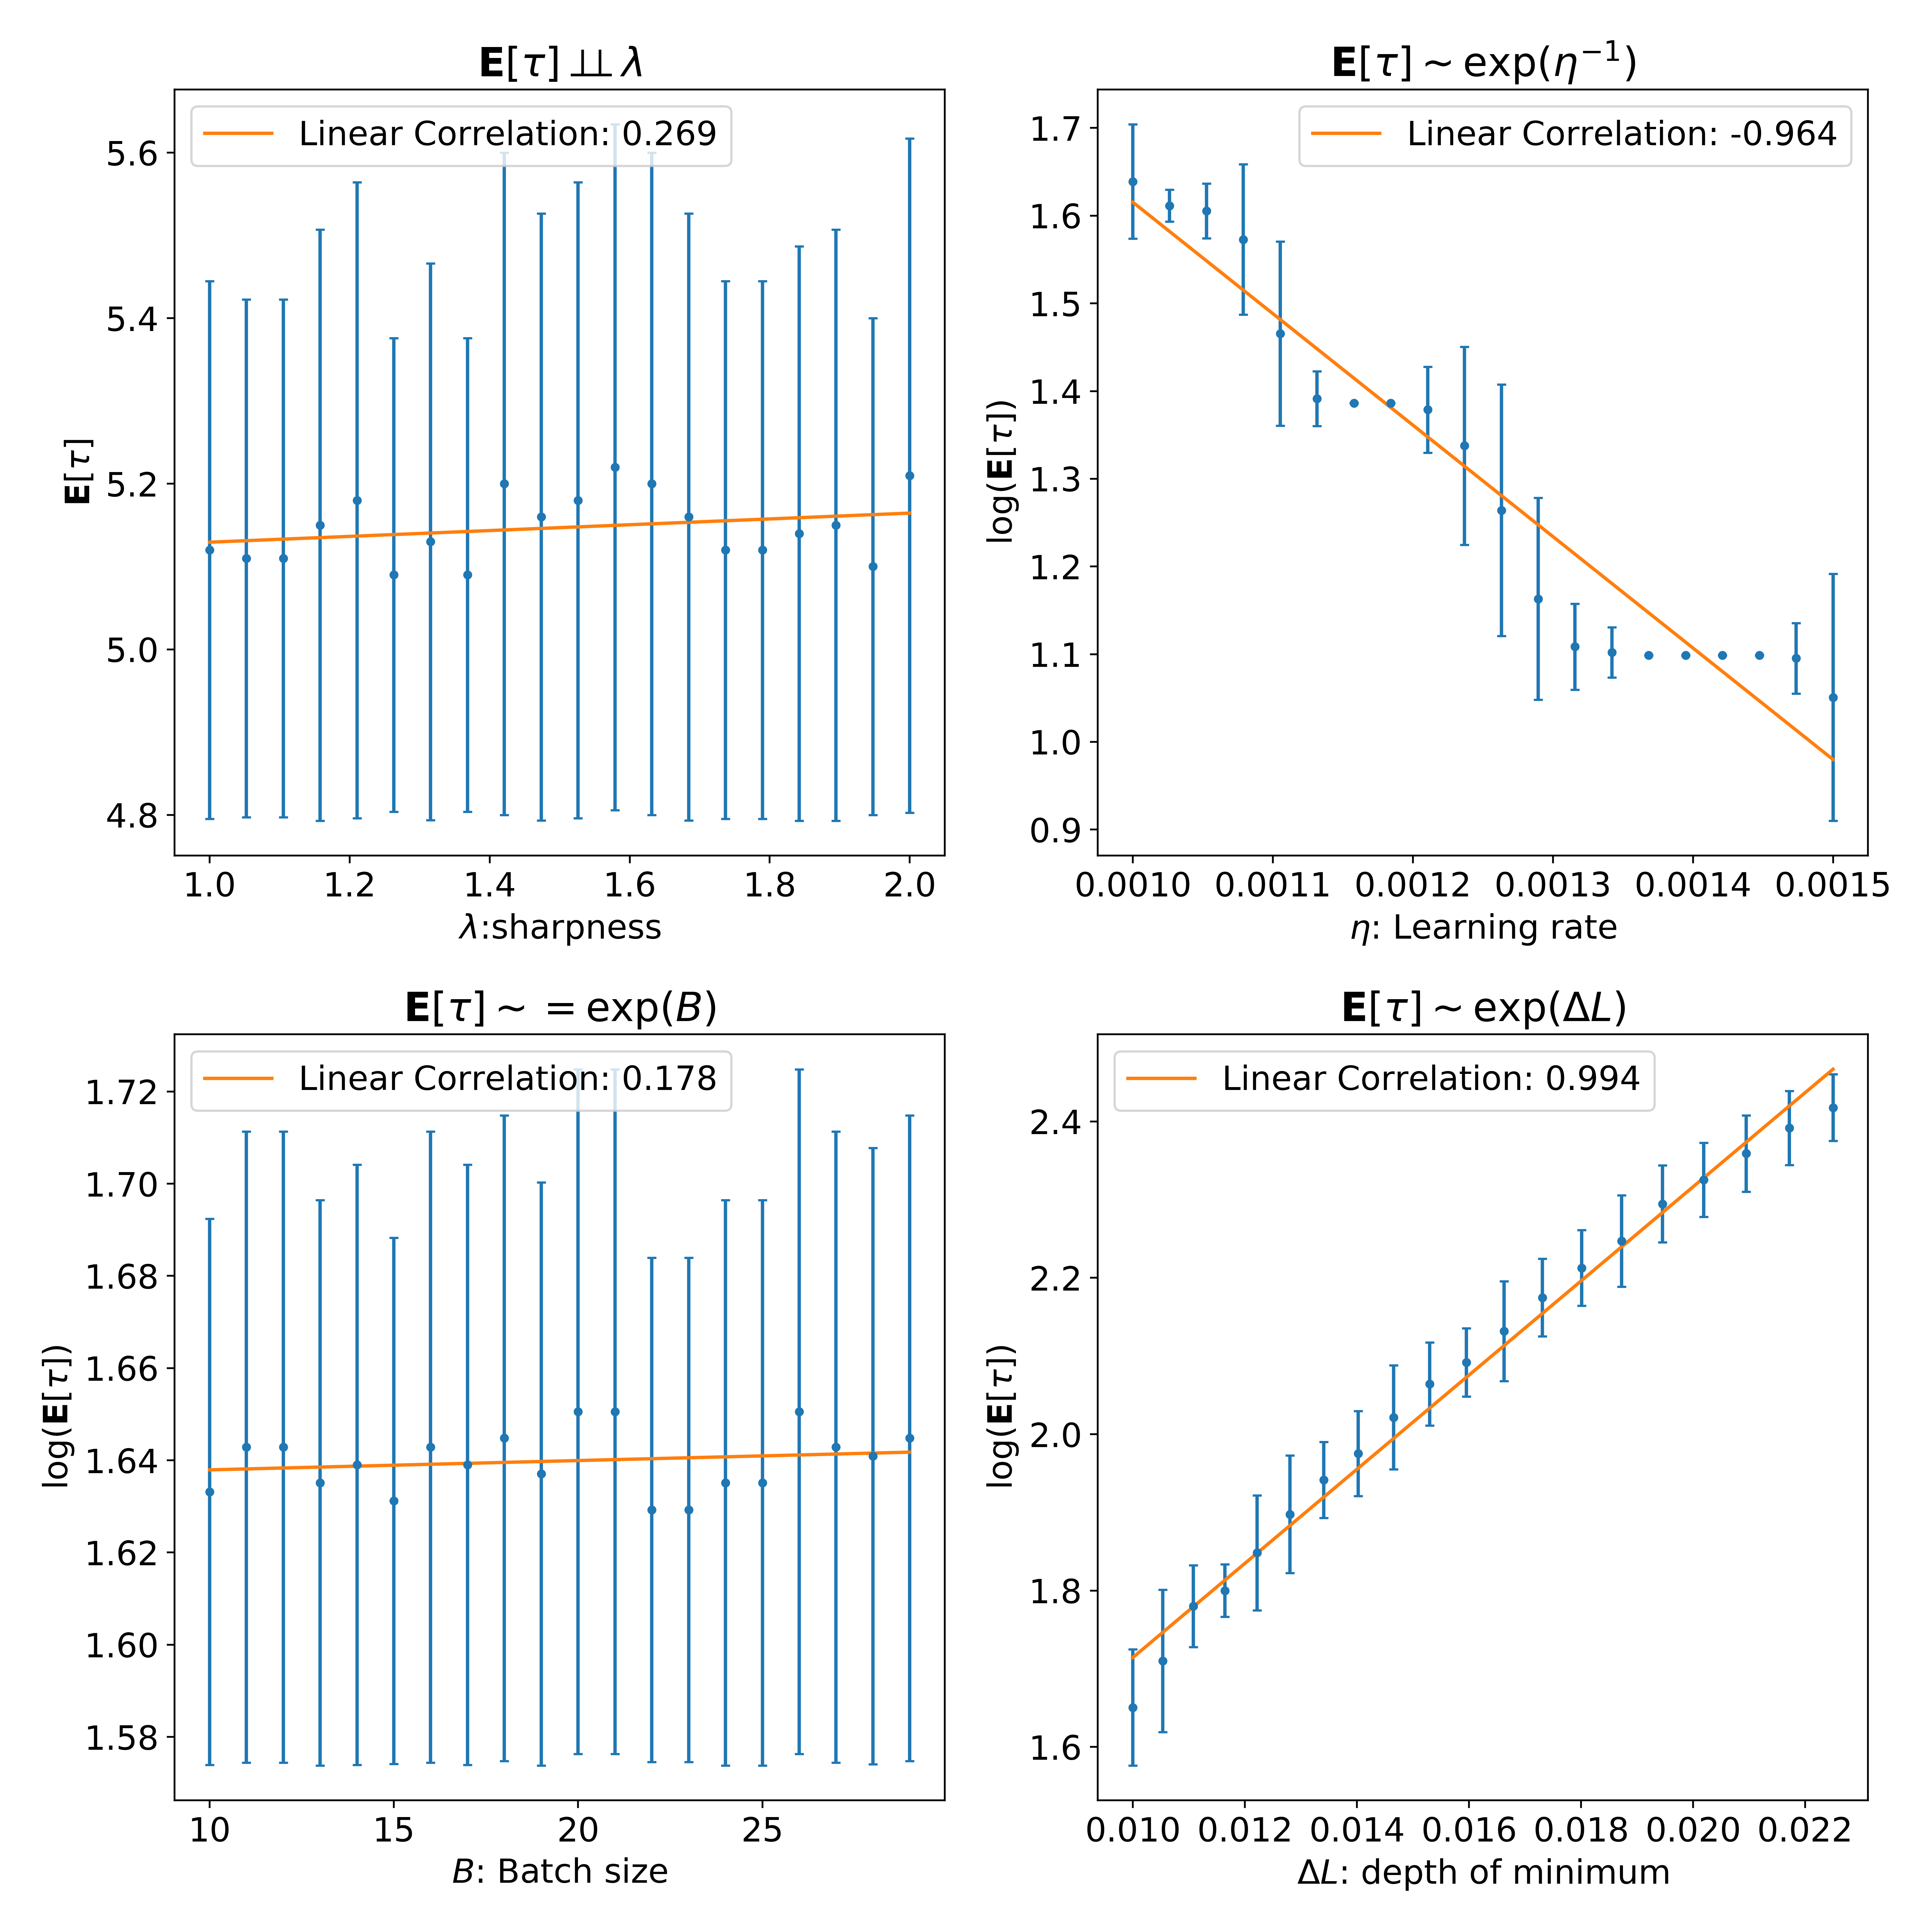 E[τ] ⊥⊥ λ
Linear Correlation: 0.269
E[τ]
5.6
5.4
5.2
5.0
4.8
1.0 1.2 1.4 1.6 1.8 2.0
λ:sharpness
E[τ] ~ exp(η⁻¹)
Linear Correlation: -0.964
log(E[τ])
1.7
1.6
1.5
1.4
1.3
1.2
1.1
1.0
0.9
0.0010 0.0011 0.0012 0.0013 0.0014 0.0015
η: Learning rate
E[τ] ~ = exp(B)
Linear Correlation: 0.178
log(E[τ])
1.72
1.70
1.68
1.66
1.64
1.62
1.60
1.58
10 15 20 25
B: Batch size
E[τ] ~ exp(ΔL)
Linear Correlation: 0.994
log(E[τ])
2.4
2.2
2.0
1.8
1.6
0.010 0.012 0.014 0.016 0.018 0.020 0.022
ΔL: depth of minimum